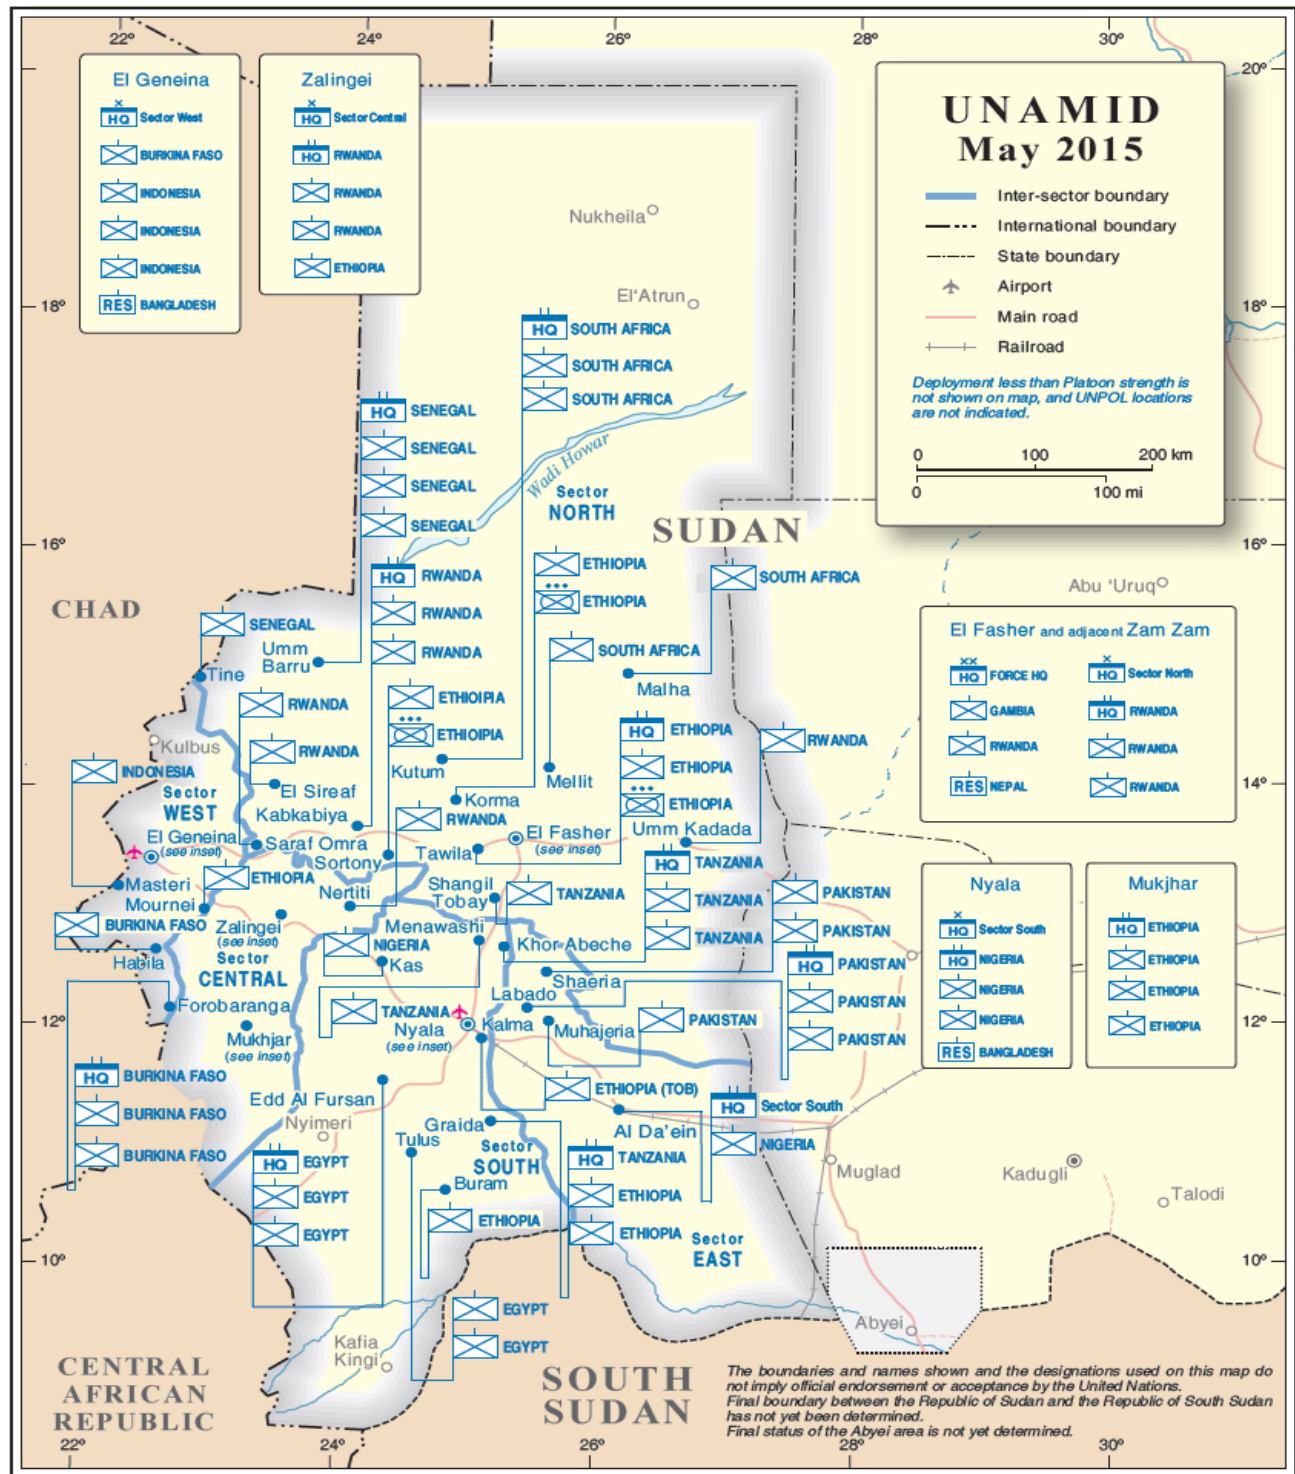 22°
24°
26°
28°
30°
20°
20°
18°
18°
16°
16°
14°
14°
12°
12°
10°
10°
22°
24°
26°
28°
30°
El Geneina
HQ Sector West
BURKINA FASO
INDONESIA
INDONESIA
INDONESIA
RES BANGLADESH
Zalingei
HQ Sector Central
HQ RWANDA
RWANDA
RWANDA
ETHIOPIA
UNAMID
May 2015
Inter-sector boundary
International boundary
State boundary
Airport
Main road
Railroad
Deployment less than Platoon strength is
not shown on map, and UNPOL locations
are not indicated.
0 100 200 km
0 100 mi
Nukheila
El'Atrun
HQ SOUTH AFRICA
SOUTH AFRICA
SOUTH AFRICA
HQ SENEGAL
SENEGAL
SENEGAL
SENEGAL
Wadi Howar
Sector
NORTH
SUDAN
HQ RWANDA
RWANDA
RWANDA
ETHIOPIA
ETHIOPIA
SOUTH AFRICA
SOUTH AFRICA
Abu 'Uruq
CHAD
SENEGAL
Umm
Barru
Tine
Malha
RWANDA
ETHIOIPIA
ETHIOIPIA
HQ ETHIOPIA
ETHIOPIA
ETHIOPIA
RWANDA
El Fasher and adjacent Zam Zam
HQ FORCE HQ
HQ Sector North
GAMBIA
HQ RWANDA
RWANDA
RWANDA
RES NEPAL
RWANDA
Kulbus
RWANDA
INDONESIA
Kutum
Mellit
El Sireaf
Sector
WEST
Kabkabiya
Korma
RWANDA
El Geneina
(see inset)
Saraf Omra
Sortony
Tawila
El Fasher
(see inset)
Umm Kadada
HQ TANZANIA
TANZANIA
TANZANIA
Masteri
Mournei
ETHIOPIA
Nertiti
Shangil
Tobay
TANZANIA
PAKISTAN
PAKISTAN
BURKINA FASO
Zalingei
(see inset)
Menawashi
Khor Abeche
NIGERIA
Habila
Sector
CENTRAL
Kas
Shaeria
HQ PAKISTAN
PAKISTAN
PAKISTAN
Nyala
HQ Sector South
HQ NIGERIA
NIGERIA
NIGERIA
RES BANGLADESH
Mukjhar
HQ ETHIOPIA
ETHIOPIA
ETHIOPIA
ETHIOPIA
Forobaranga
Labado
TANZANIA
Mukhjar
(see inset)
Nyala
(see inset)
Kalma
Muhajeria
PAKISTAN
HQ BURKINA FASO
BURKINA FASO
BURKINA FASO
Edd Al Fursan
ETHIOPIA (TOB)
HQ Sector South
NIGERIA
Nyimeri
Graida
Al Da'ein
Tulus
Sector
SOUTH
HQ TANZANIA
ETHIOPIA
ETHIOPIA
HQ EGYPT
EGYPT
EGYPT
Buram
ETHIOPIA
Sector
EAST
Muglad
Kadugli
Talodi
EGYPT
EGYPT
Abyei
Kafia
Kingi
CENTRAL
AFRICAN
REPUBLIC
SOUTH
SUDAN
The boundaries and names shown and the designations used on this map do
not imply official endorsement or acceptance by the United Nations.
Final boundary between the Republic of Sudan and the Republic of South Sudan
has not yet been determined.
Final status of the Abyei area is not yet determined.